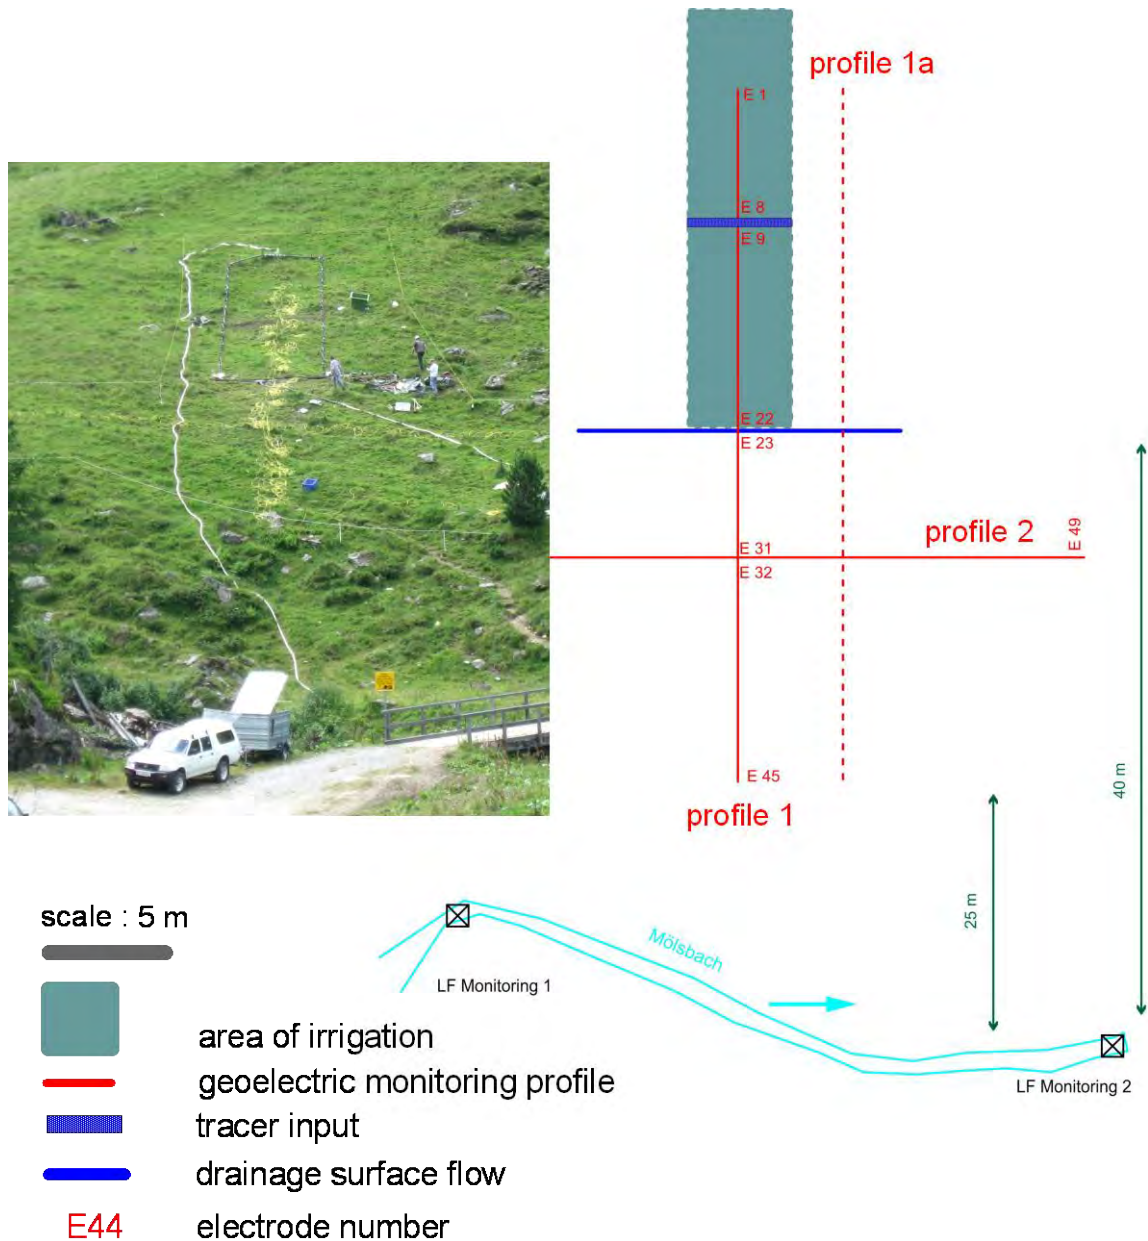 profile 1a
E 1
E 8
E 9
E 22
E 23
profile 2
E 49
E 31
E 32
E 45
profile 1
40 m
25 m
scale : 5 m
Mölsbach
LF Monitoring 1
LF Monitoring 2
area of irrigation
geoelectric monitoring profile
tracer input
drainage surface flow
E44 electrode number